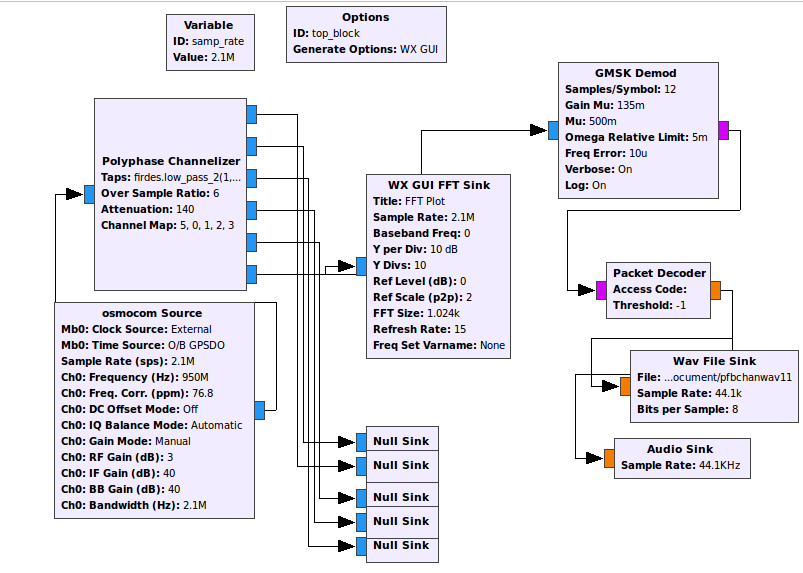 Variable
ID: samp_rate
Value: 2.1M
Options
ID: top_block
Generate Options: WX GUI
GMSK Demod
Samples/Symbol: 12
Gain Mu: 135m
Mu: 500m
Omega Relative Limit: 5m
Freq Error: 10u
Verbose: On
Log: On
Polyphase Channelizer
Taps: firdes.low_pass_2(1,...
Over Sample Ratio: 6
Attenuation: 140
Channel Map: 5, 0, 1, 2, 3
WX GUI FFT Sink
Title: FFT Plot
Sample Rate: 2.1M
Baseband Freq: 0
Y per Div: 10 dB
Y Divs: 10
Ref Level (dB): 0
Ref Scale (p2p): 2
FFT Size: 1.024k
Refresh Rate: 15
Freq Set Varname: None
Packet Decoder
Access Code:
Threshold: -1
osmocom Source
Mb0: Clock Source: External
Mb0: Time Source: O/B GPSDO
Sample Rate (sps): 2.1M
Ch0: Frequency (Hz): 950M
Ch0: Freq. Corr. (ppm): 76.8
Ch0: DC Offset Mode: Off
Ch0: IQ Balance Mode: Automatic
Ch0: Gain Mode: Manual
Ch0: RF Gain (dB): 3
Ch0: IF Gain (dB): 40
Ch0: BB Gain (dB): 40
Ch0: Bandwidth (Hz): 2.1M
Wav File Sink
File: ...ocument/pfbchanwav11
Sample Rate: 44.1k
Bits per Sample: 8
Audio Sink
Sample Rate: 44.1KHz
Null Sink
Null Sink
Null Sink
Null Sink
Null Sink